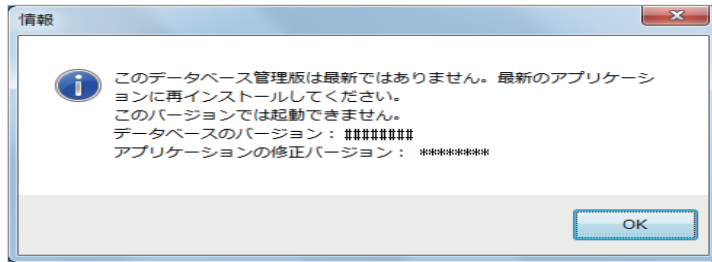 情報
このデータベース管理版は最新ではありません。最新のアプリケーシ
ョンに再インストールしてください。
このバージョンでは起動できません。
データベースのバージョン： ########
アプリケーションの修正バージョン： ********
OK